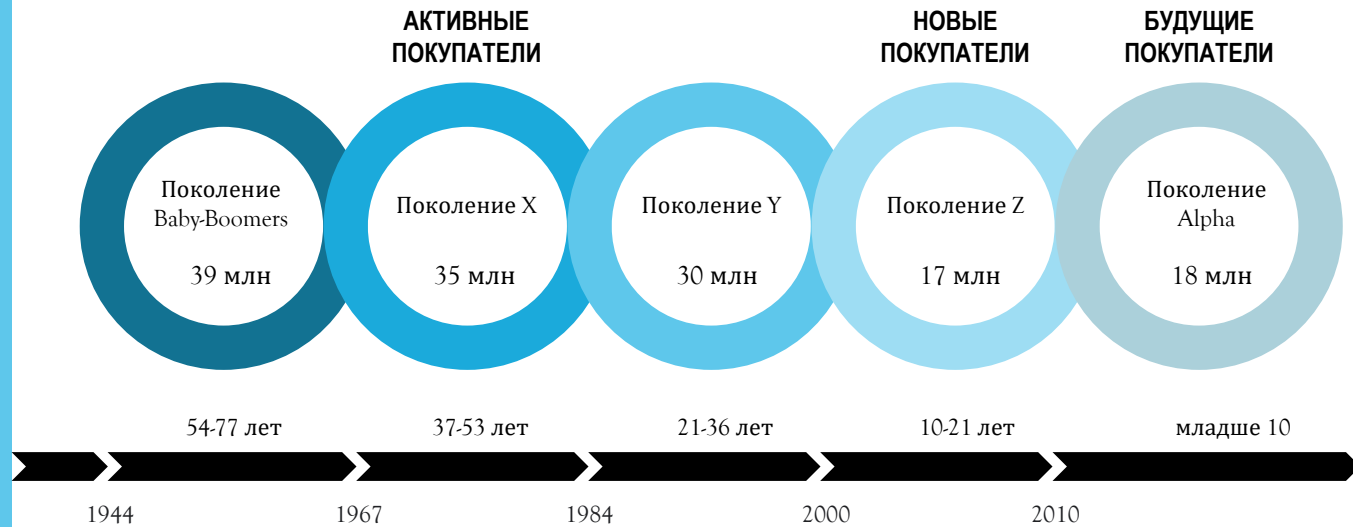 АКТИВНЫЕ
ПОКУПАТЕЛИ
НОВЫЕ
ПОКУПАТЕЛИ
БУДУЩИЕ
ПОКУПАТЕЛИ
Поколение
Baby-Boomers
39 млн
Поколение X
35 млн
Поколение Y
30 млн
Поколение Z
17 млн
Поколение
Alpha
18 млн
54-77 лет
37-53 лет
21-36 лет
10-21 лет
младше 10
1944
1967
1984
2000
2010